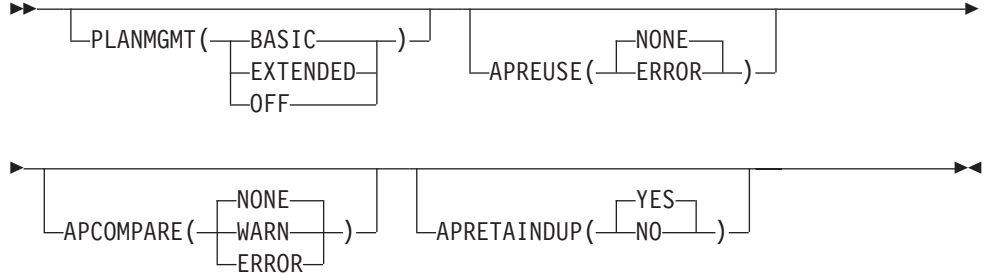 PLANMGMT( BASIC )
EXTENDED
OFF
NONE
APREUSE( ERROR )
NONE
APCOMPARE( WARN )
ERROR
YES
APRETAINDUP( NO )